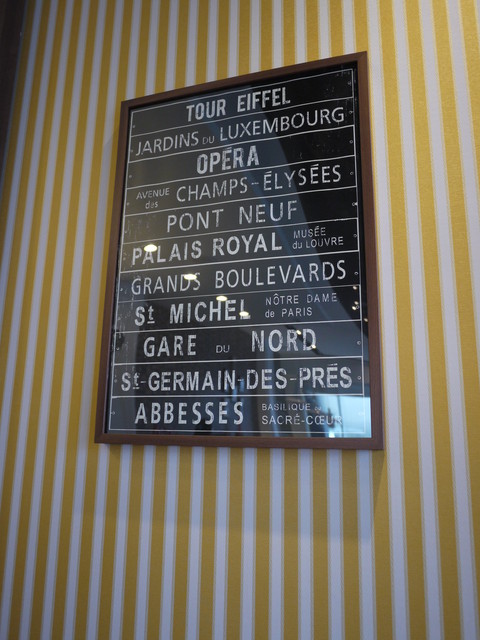 TOUR EIFFEL
JARDINS DU LUXEMBOURG
OPÉRA
AVENUE des CHAMPS-ÉLYSÉES
PONT NEUF
PALAIS ROYAL MUSÉE du LOUVRE
GRANDS BOULEVARDS
St MICHEL NÔTRE DAME de PARIS
GARE DU NORD
St-GERMAIN-DES-PRÉS
ABBESSES BASILIQUE du SACRÉ-CŒUR